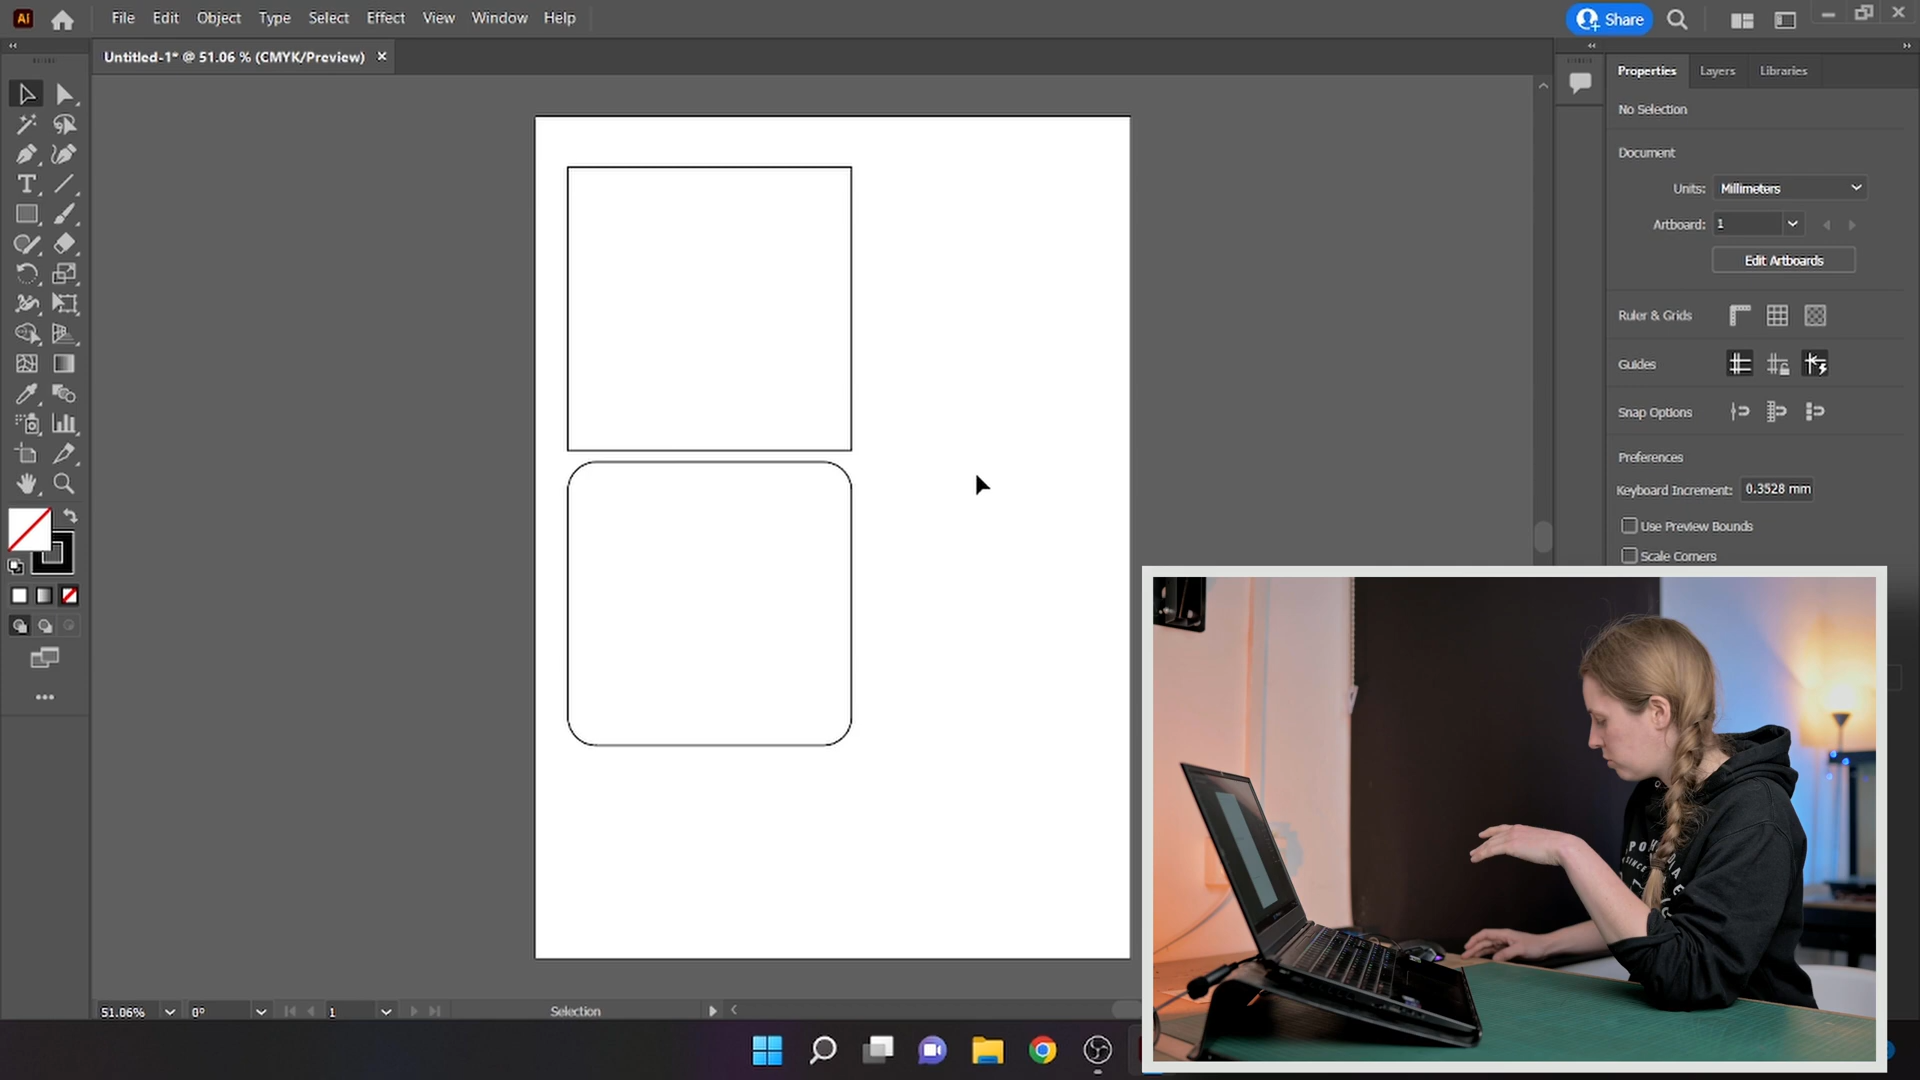 Ai File Edit Object Type Select Effect View Window Help Share
Untitled-1* @ 51.06 % (CMYK/Preview)
Properties Layers Libraries
No Selection
Document
Units: Millimeters
Artboard: 1
Edit Artboards
Ruler & Grids
Guides
Snap Options
Preferences
Keyboard Increment: 0.3528 mm
Use Preview Bounds
Scale Corners
51.06% 0° 1 Selection
SINCE